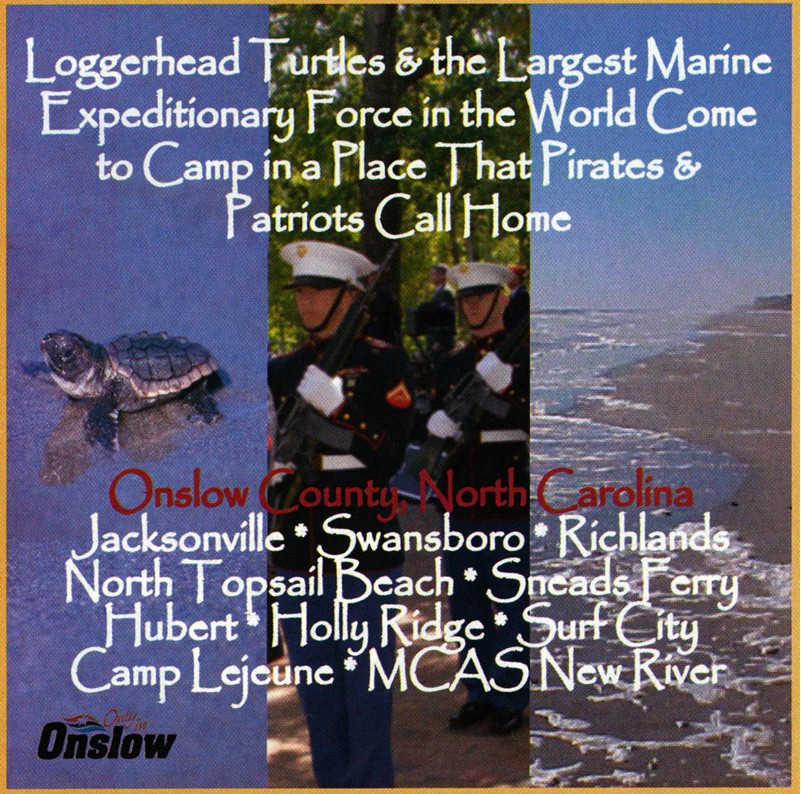 Loggerhead Turtles & the Largest Marine
Expeditionary Force in the World Come
to Camp in a Place That Pirates &
Patriots Call Home
Onslow County, North Carolina
Jacksonville * Swansboro * Richlands
North Topsail Beach * Sneads Ferry
Hubert * Holly Ridge * Surf City
Camp Lejeune * MCAS New River
Only in
Onslow